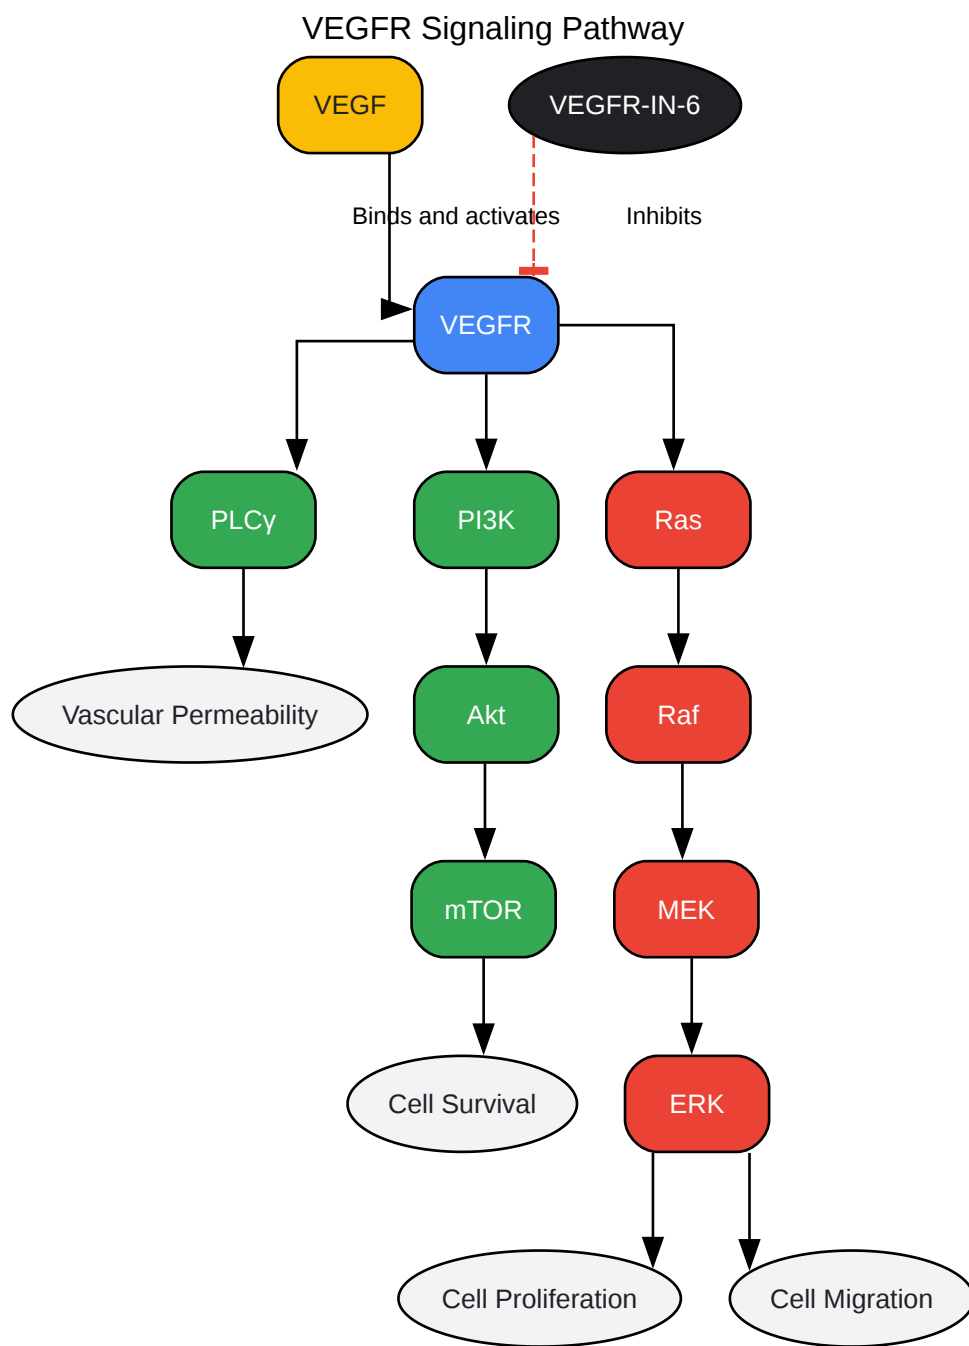 VEGFR Signaling Pathway
VEGF
VEGFR-IN-6
Binds and activates
Inhibits
VEGFR
PLCγ
PI3K
Ras
Vascular Permeability
Akt
Raf
mTOR
MEK
Cell Survival
ERK
Cell Proliferation
Cell Migration